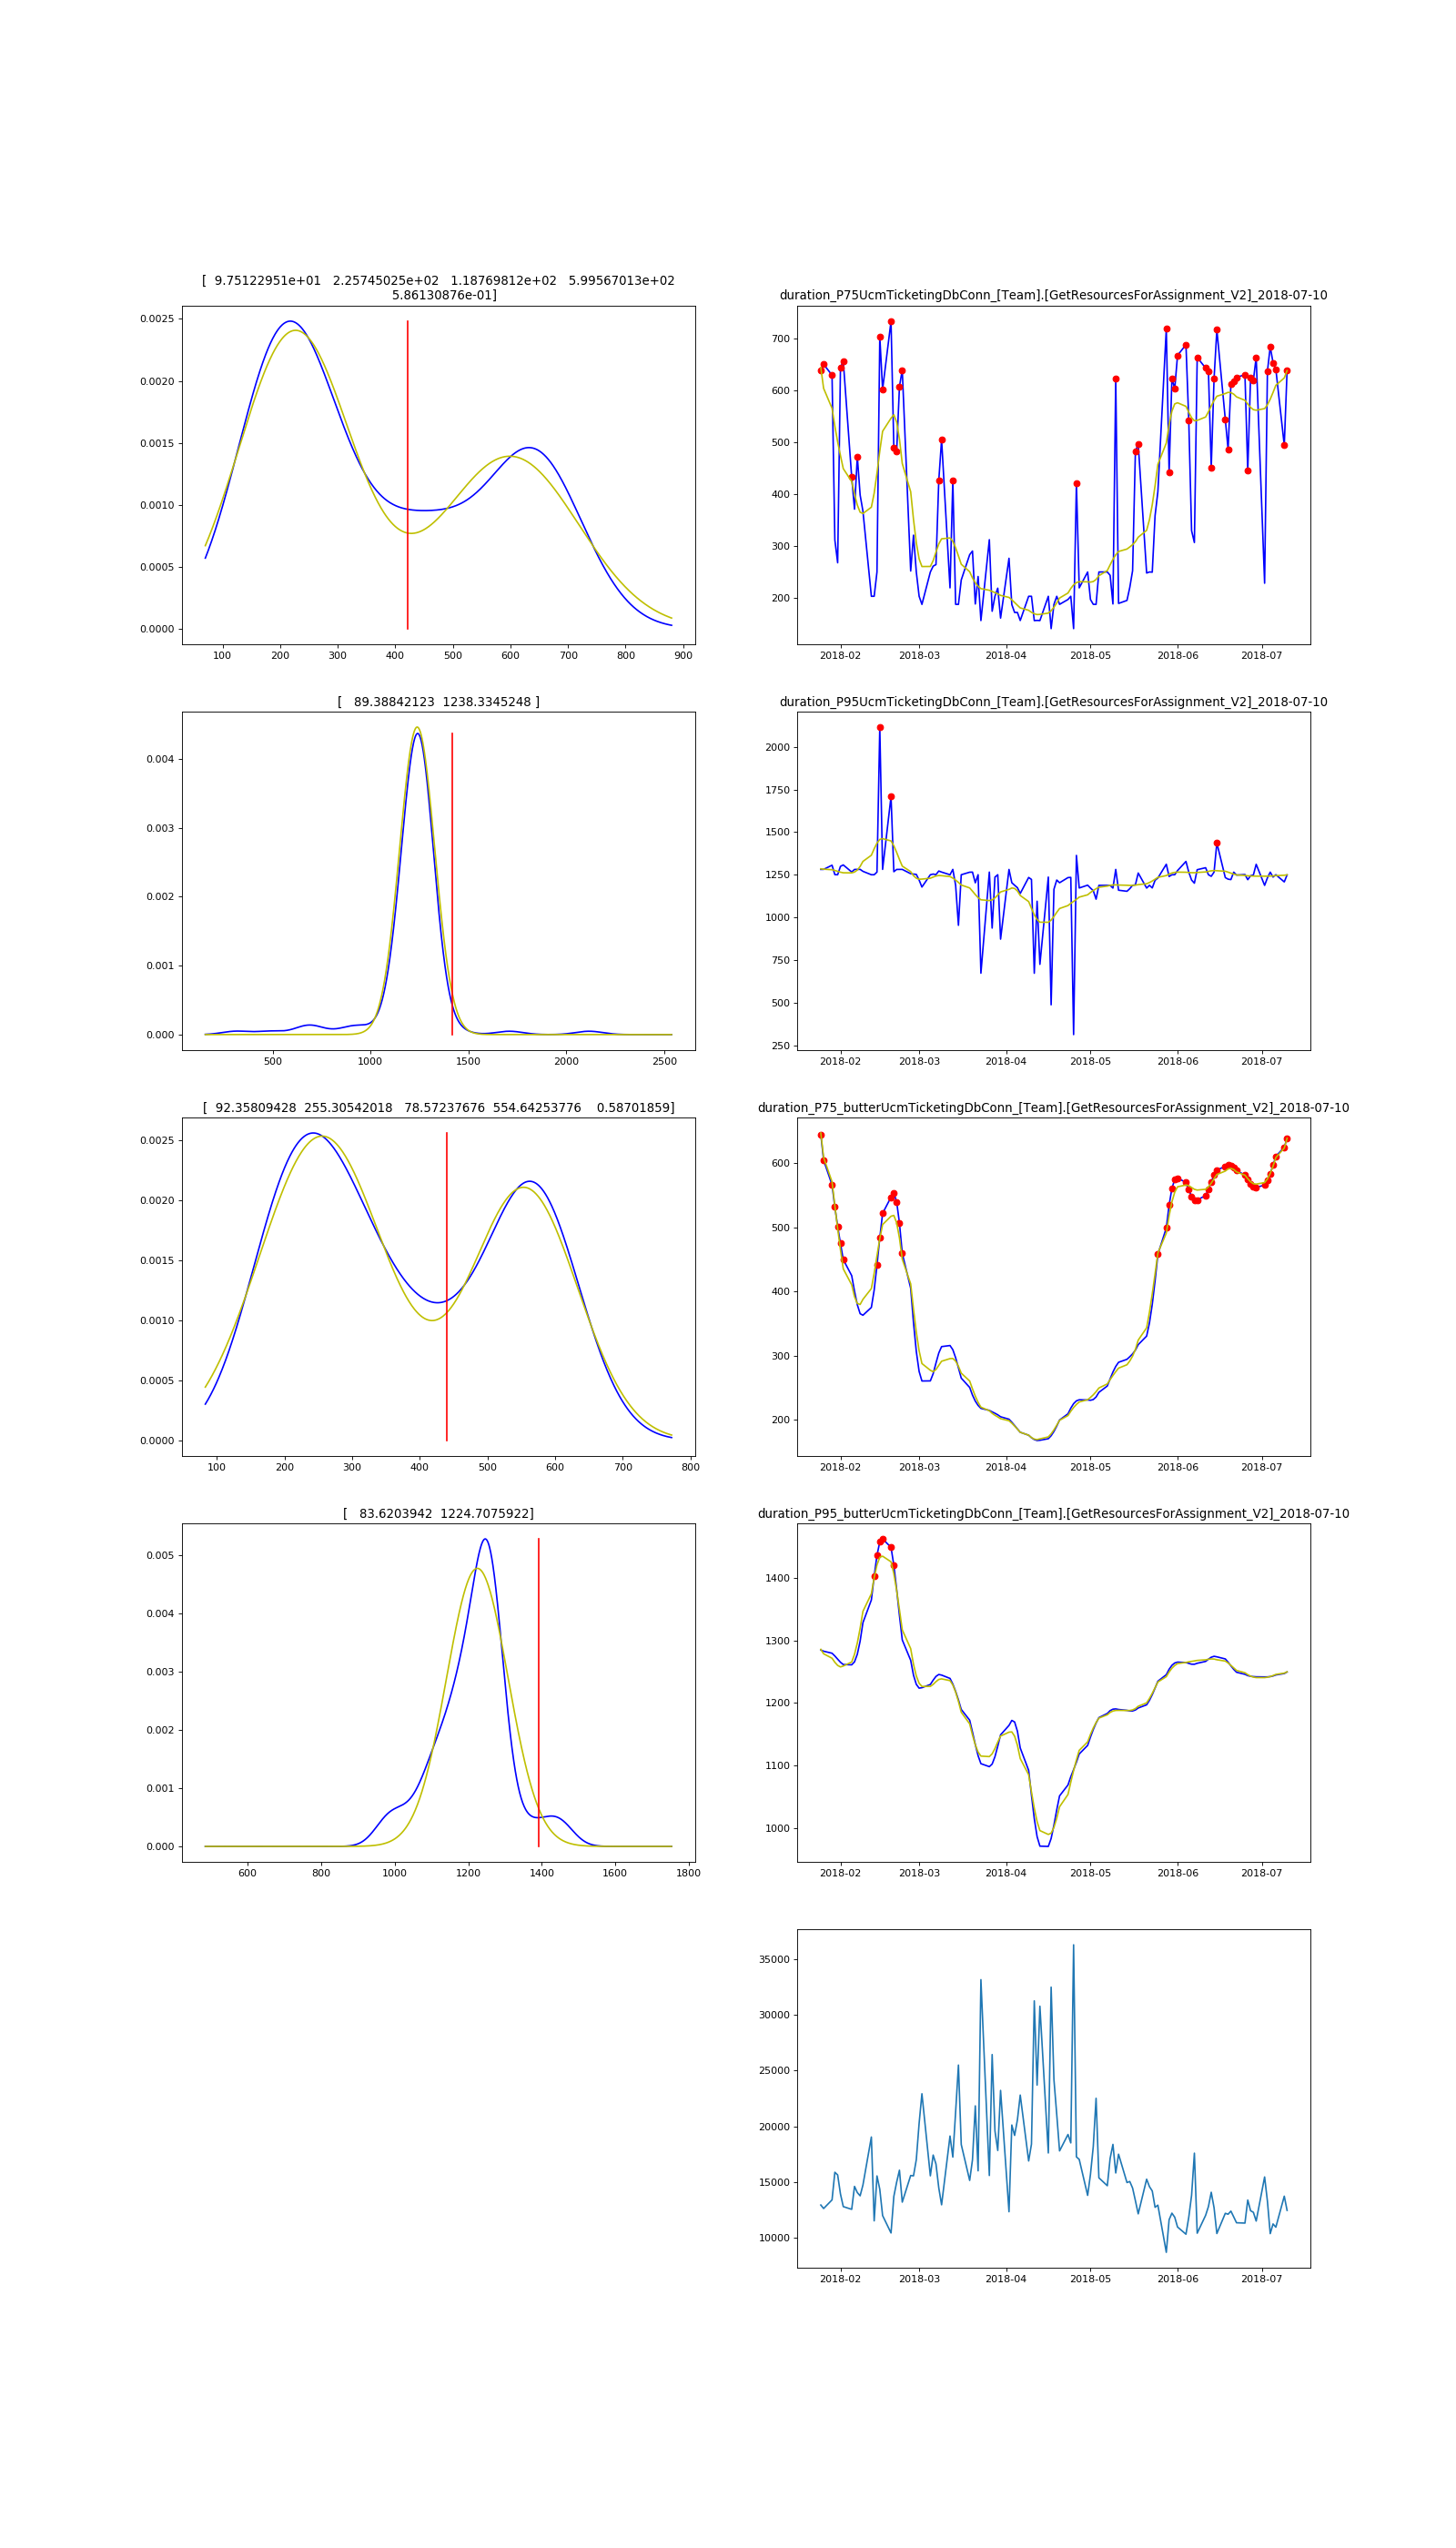 [  9.75122951e+01   2.25745025e+02   1.18769812e+02   5.99567013e+02
5.86130876e-01]
0.0025
0.0020
0.0015
0.0010
0.0005
0.0000
100 200 300 400 500 600 700 800 900
duration_P75UcmTicketingDbConn_[Team].[GetResourcesForAssignment_V2]_2018-07-10
700
600
500
400
300
200
2018-02 2018-03 2018-04 2018-05 2018-06 2018-07
[   89.38842123  1238.3345248 ]
0.004
0.003
0.002
0.001
0.000
500 1000 1500 2000 2500
duration_P95UcmTicketingDbConn_[Team].[GetResourcesForAssignment_V2]_2018-07-10
2000
1750
1500
1250
1000
750
500
250
2018-02 2018-03 2018-04 2018-05 2018-06 2018-07
[  92.35809428  255.30542018   78.57237676  554.64253776    0.58701859]
0.0025
0.0020
0.0015
0.0010
0.0005
0.0000
100 200 300 400 500 600 700 800
duration_P75_butterUcmTicketingDbConn_[Team].[GetResourcesForAssignment_V2]_2018-07-10
600
500
400
300
200
2018-02 2018-03 2018-04 2018-05 2018-06 2018-07
[   83.6203942  1224.7075922]
0.005
0.004
0.003
0.002
0.001
0.000
600 800 1000 1200 1400 1600 1800
duration_P95_butterUcmTicketingDbConn_[Team].[GetResourcesForAssignment_V2]_2018-07-10
1400
1300
1200
1100
1000
2018-02 2018-03 2018-04 2018-05 2018-06 2018-07
35000
30000
25000
20000
15000
10000
2018-02 2018-03 2018-04 2018-05 2018-06 2018-07